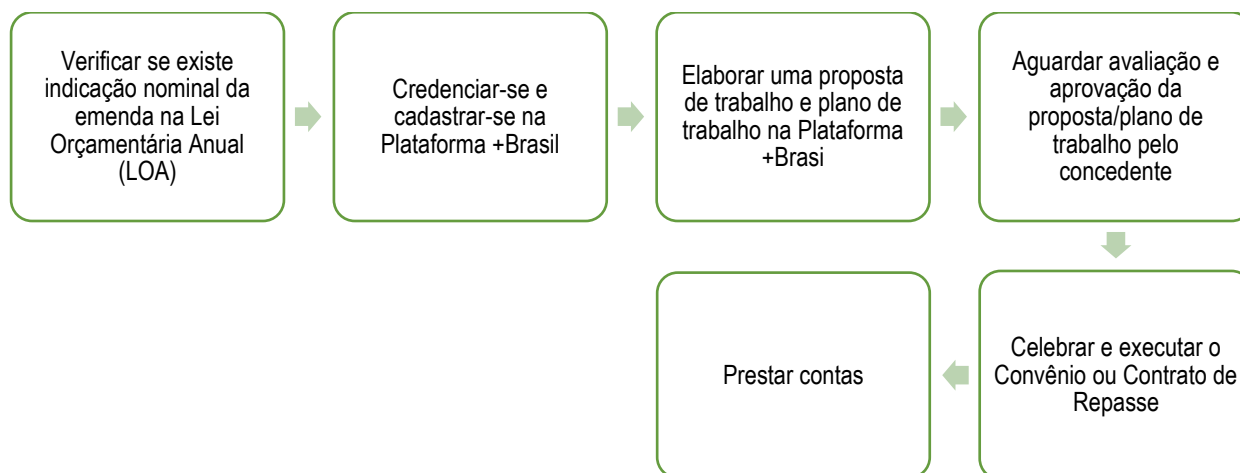 Verificar se existe
indicação nominal da
emenda na Lei
Orçamentária Anual
(LOA)
Credenciar-se e
cadastrar-se na
Plataforma +Brasil
Elaborar uma proposta
de trabalho e plano de
trabalho na Plataforma
+Brasi
Aguardar avaliação e
aprovação da
proposta/plano de
trabalho pelo
concedente
Celebrar e executar o
Convênio ou Contrato de
Repasse
Prestar contas